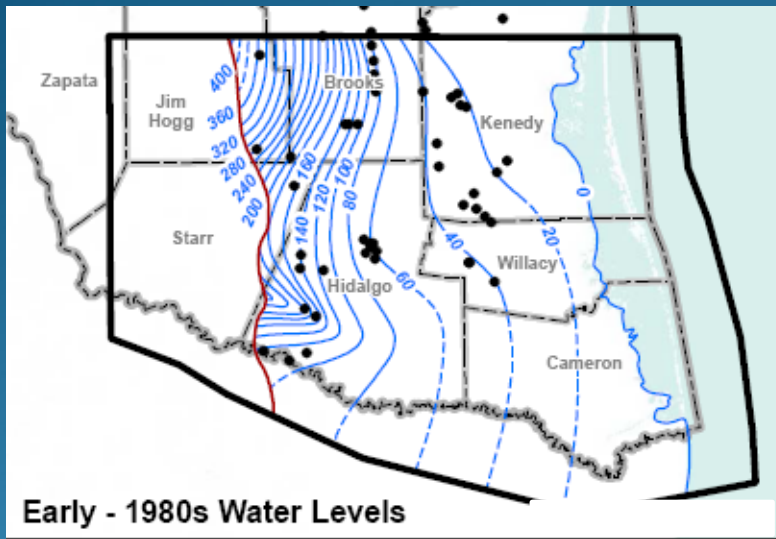 Zapata
Jim
Hogg
Brooks
Kenedy
Starr
Hidalgo
Willacy
Cameron
400
360
320
280
240
200
160
140
120
100
80
60
40
20
0
Early - 1980s Water Levels